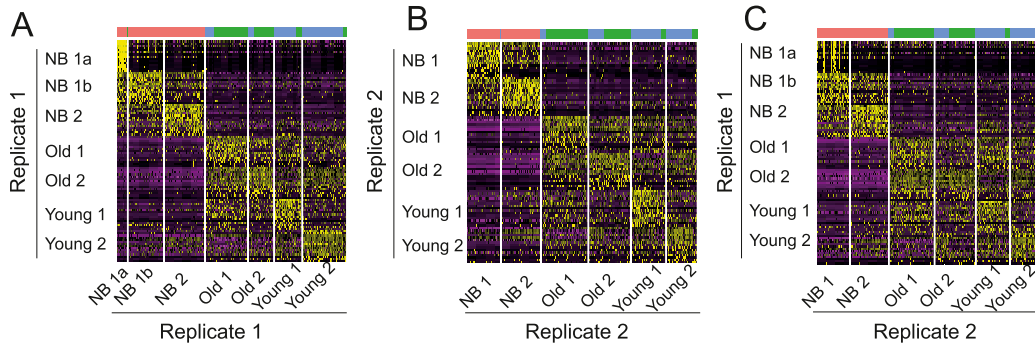 A
Replicate 1
NB 1a
NB 1b
NB 2
Old 1
Old 2
Young 1
Young 2
NB 1a
NB 1b
NB 2
Old 1
Old 2
Young 1
Young 2
Replicate 1
B
Replicate 2
NB 1
NB 2
Old 1
Old 2
Young 1
Young 2
NB 1
NB 2
Old 1
Old 2
Young 1
Young 2
Replicate 2
C
Replicate 1
NB 1a
NB 1b
NB 2
Old 1
Old 2
Young 1
Young 2
NB 1
NB 2
Old 1
Old 2
Young 1
Young 2
Replicate 2